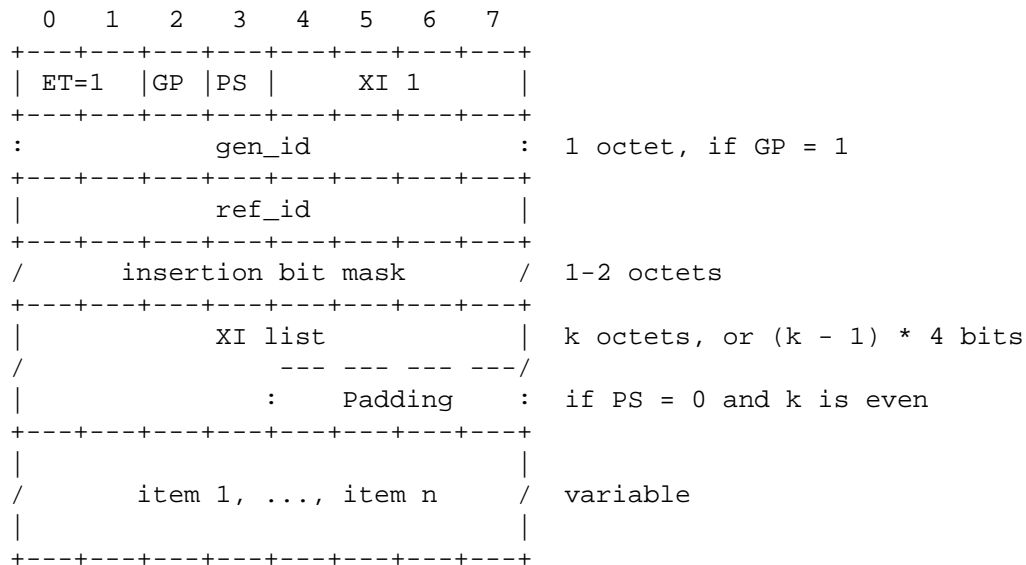 0   1   2   3   4   5   6   7
+---+---+---+---+---+---+---+---+
| ET=1  |GP |PS |     XI 1      |
+---+---+---+---+---+---+---+---+
:            gen_id             :  1 octet, if GP = 1
+---+---+---+---+---+---+---+---+
|            ref_id             |
+---+---+---+---+---+---+---+---+
/      insertion bit mask       /  1-2 octets
+---+---+---+---+---+---+---+---+
|            XI list            |  k octets, or (k - 1) * 4 bits
/                --- --- --- ---/
|               :    Padding    :  if PS = 0 and k is even
+---+---+---+---+---+---+---+---+
|                               |
/       item 1, ..., item n     /  variable
|                               |
+---+---+---+---+---+---+---+---+